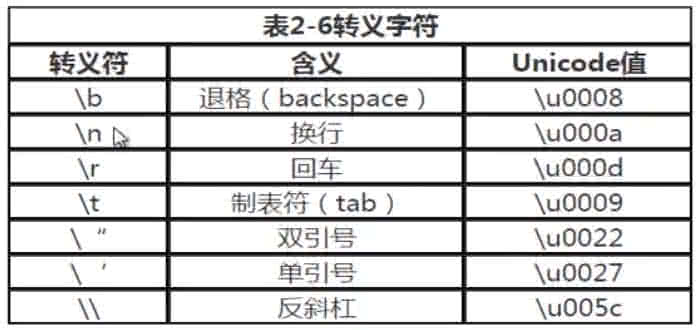 表2-6转义字符
转义符 含义 Unicode值
\b 退格（backspace） \u0008
\n 换行 \u000a
\r 回车 \u000d
\t 制表符（tab） \u0009
\ “ 双引号 \u0022
\ ‘ 单引号 \u0027
\\ 反斜杠 \u005c